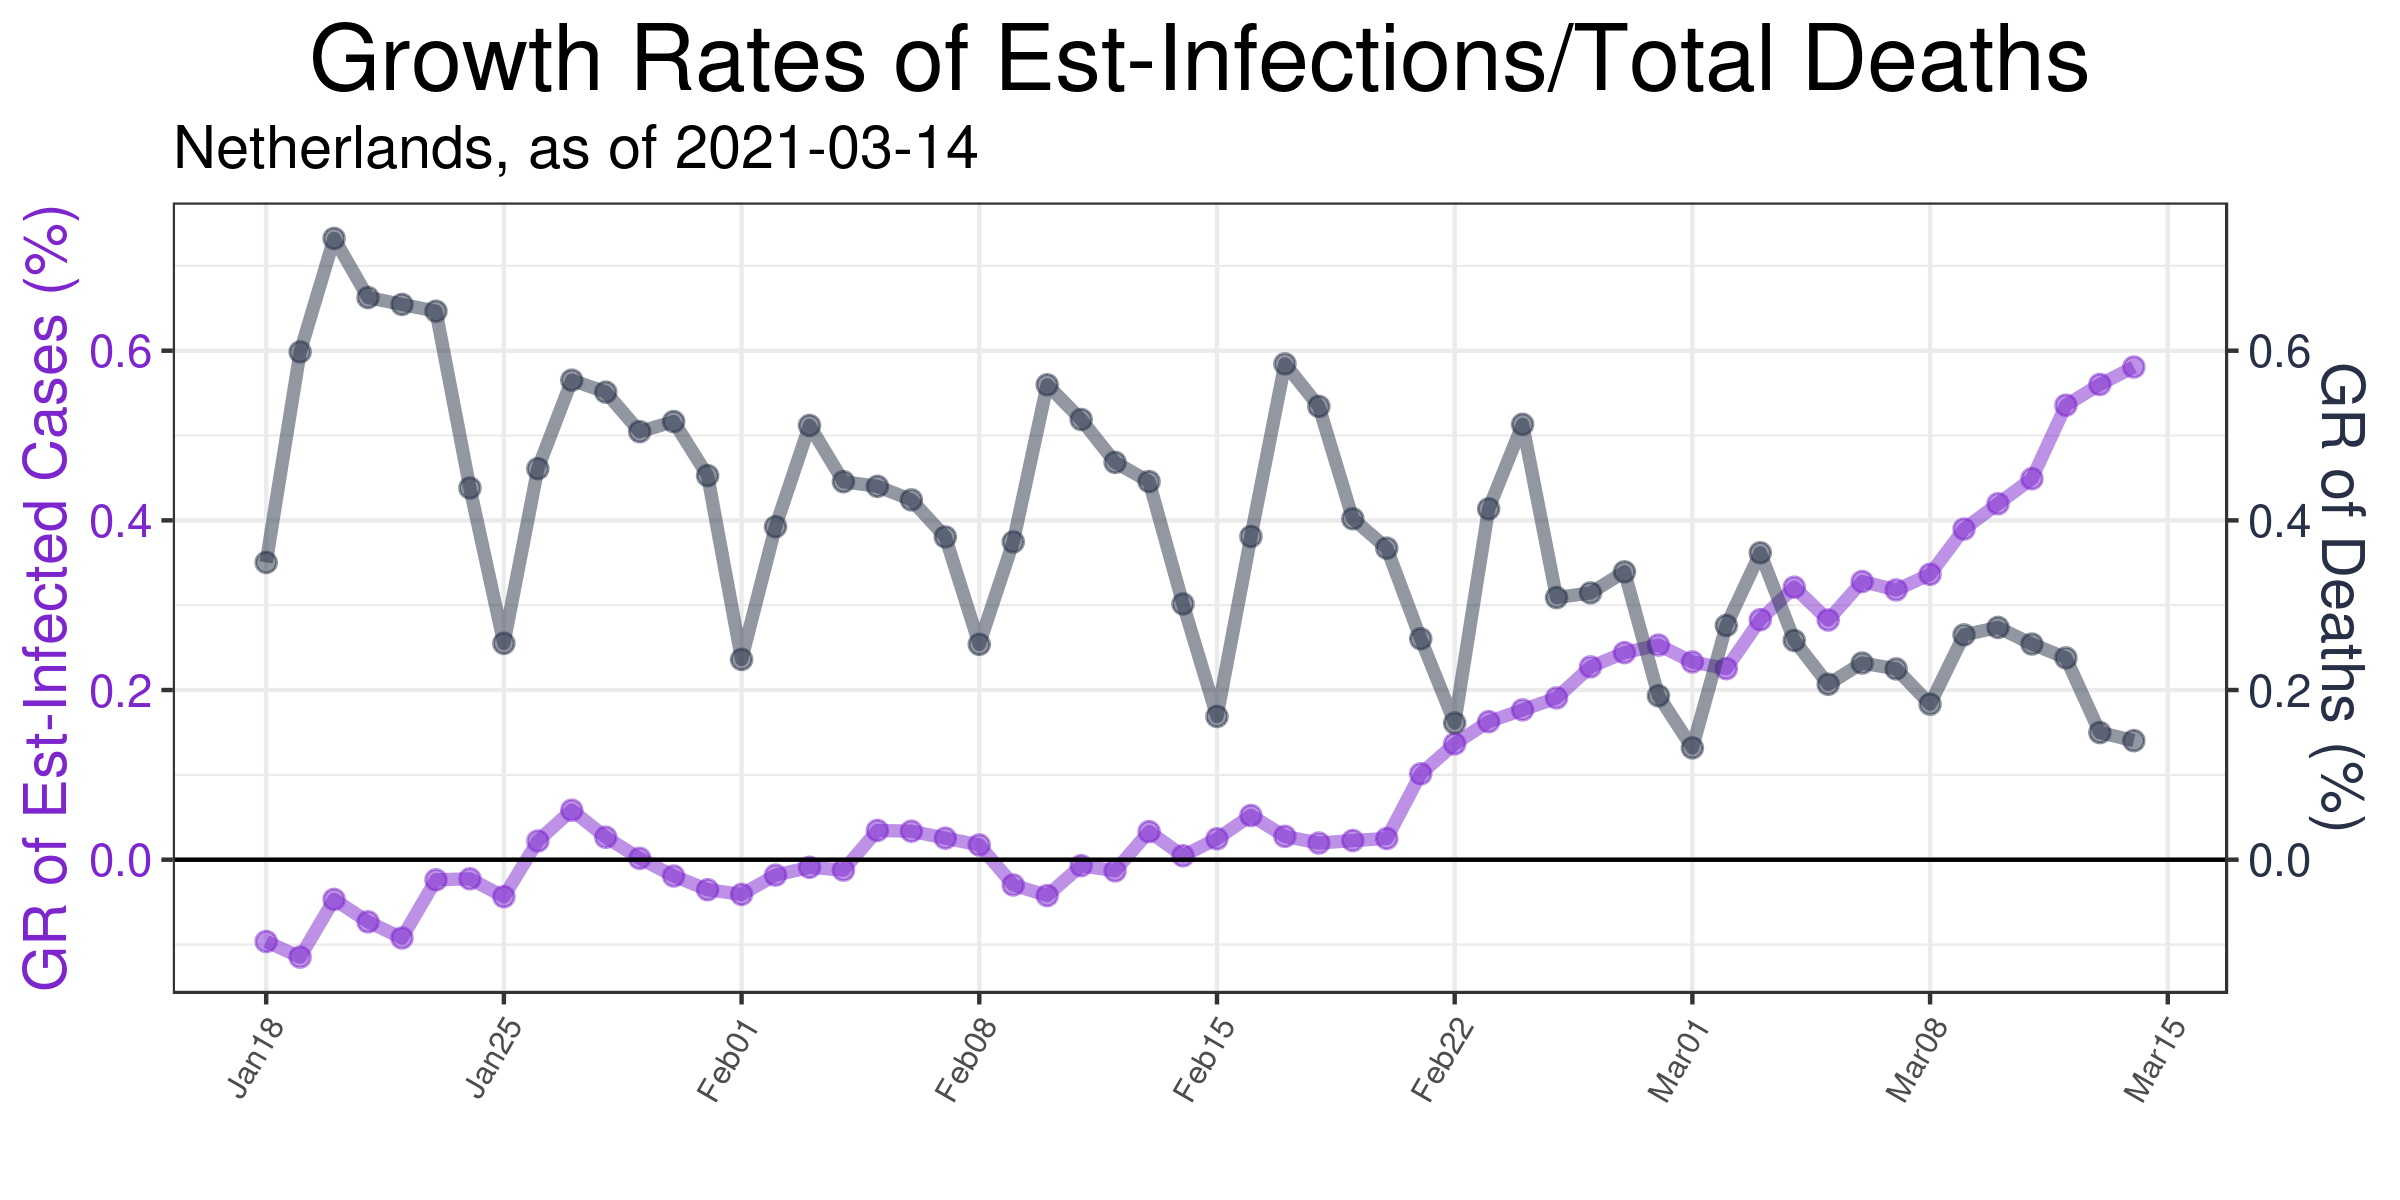 Growth Rates of Est-Infections/Total Deaths
Netherlands, as of 2021-03-14
GR of Est-Infected Cases (%)
0.6
0.4
0.2
0.0
0.6
0.4
0.2
0.0
GR of Deaths (%)
Jan18
Jan25
Feb01
Feb08
Feb15
Feb22
Mar01
Mar08
Mar15